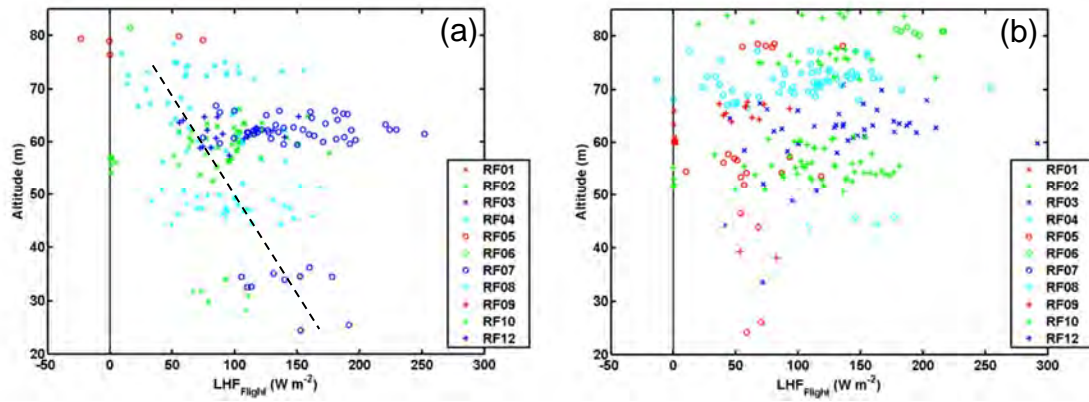 (a)
80
70
60
50
40
30
20
Altitude (m)
-50 0 50 100 150 200 250 300
LHF_Flight (W m⁻²)
RF01
RF02
RF03
RF04
RF05
RF06
RF07
RF08
RF09
RF10
RF12
(b)
80
70
60
50
40
30
20
Altitude (m)
-50 0 50 100 150 200 250 300
LHF_Flight (W m⁻²)
RF01
RF02
RF03
RF04
RF05
RF06
RF07
RF08
RF09
RF10
RF12